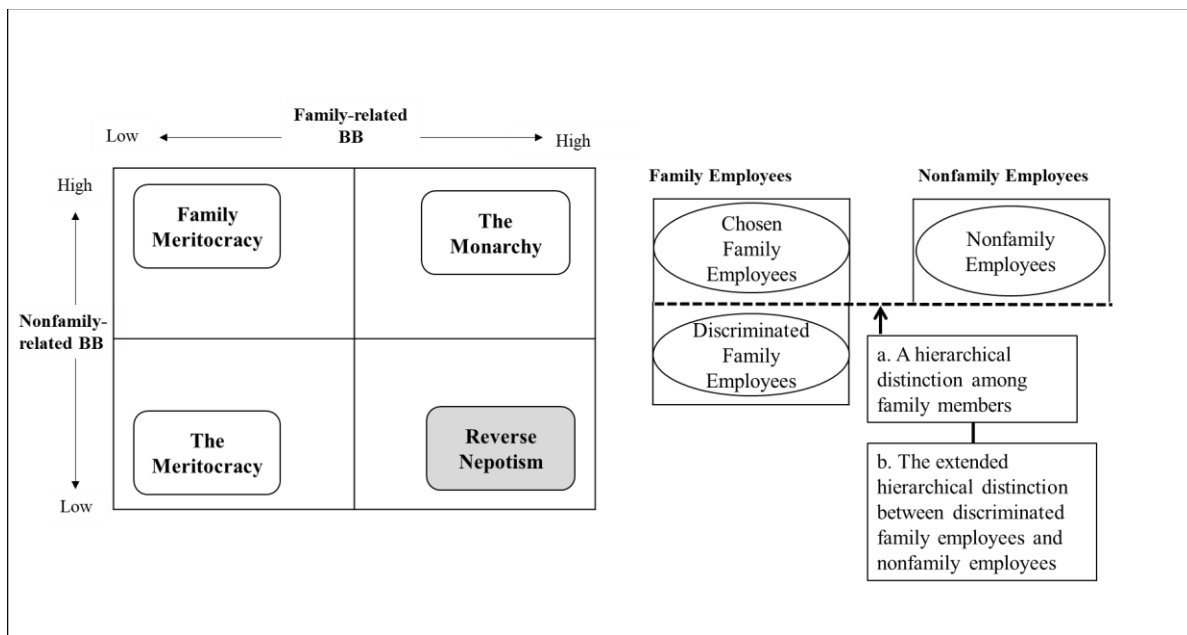 Family-related
BB
Low
High
High
Nonfamily-
related BB
Low
Family
Meritocracy
The
Monarchy
The
Meritocracy
Reverse
Nepotism
Family Employees
Nonfamily Employees
Chosen
Family
Employees
Nonfamily
Employees
Discriminated
Family
Employees
a. A hierarchical
distinction among
family members
b. The extended
hierarchical distinction
between discriminated
family employees and
nonfamily employees